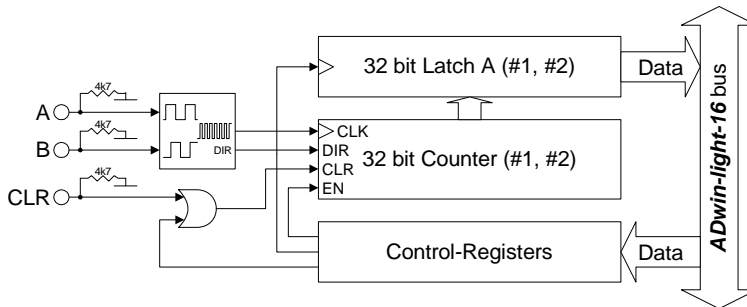 32 bit Latch A (#1, #2)
Data
4k7
A
4k7
B
DIR
CLK
DIR
32 bit Counter (#1, #2)
CLR
EN
4k7
CLR
Control-Registers
Data
ADwin-light-16 bus